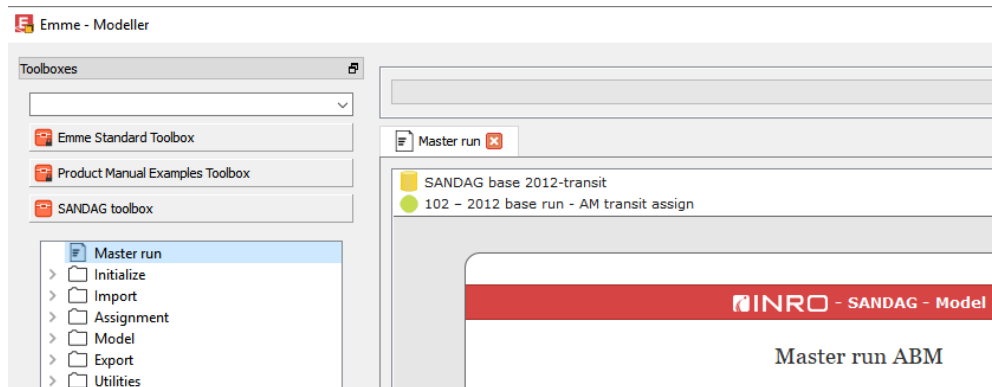 Emme - Modeller
Toolboxes
Emme Standard Toolbox
Product Manual Examples Toolbox
SANDAG toolbox
Master run
Initialize
Import
Assignment
Model
Export
Utilities
Master run
SANDAG base 2012-transit
102 – 2012 base run - AM transit assign
INRO - SANDAG - Model
Master run ABM